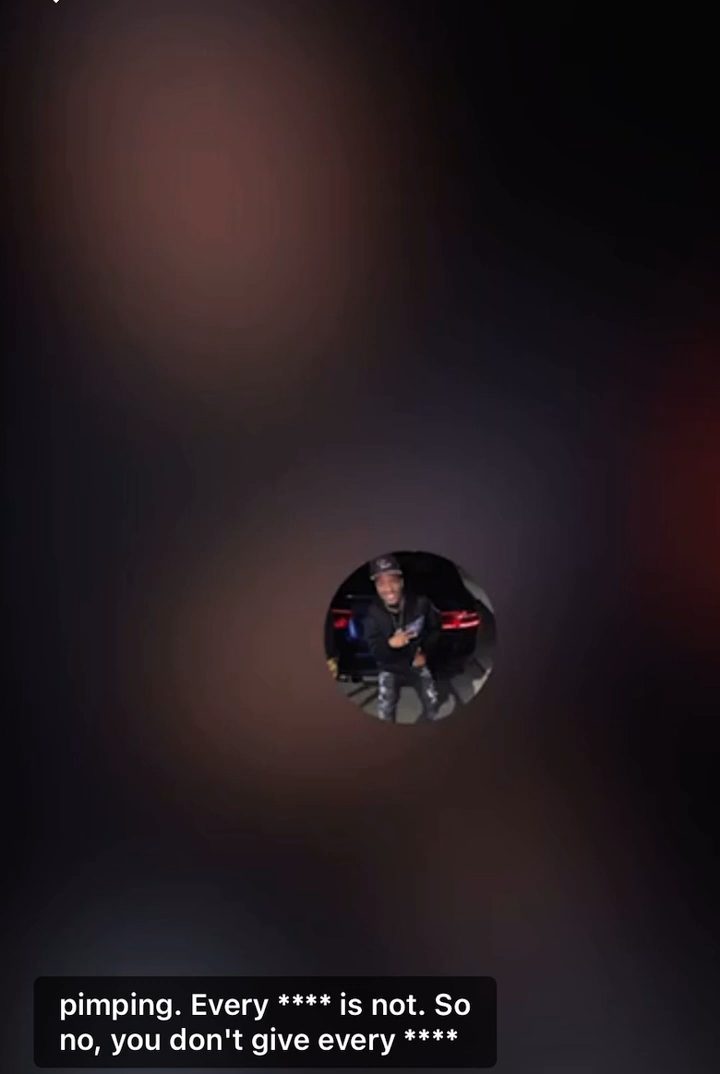 pimping. Every **** is not. So
no, you don't give every ****